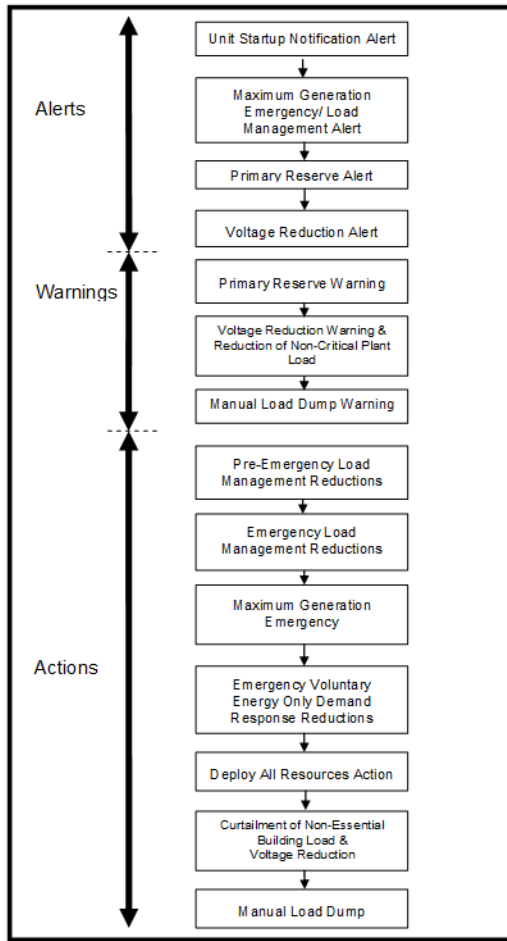 Alerts
Unit Startup Notification Alert
Maximum Generation
Emergency/ Load
Management Alert
Primary Reserve Alert
Voltage Reduction Alert
Warnings
Primary Reserve Warning
Voltage Reduction Warning &
Reduction of Non-Critical Plant
Load
Manual Load Dump Warning
Actions
Pre-Emergency Load
Management Reductions
Emergency Load
Management Reductions
Maximum Generation
Emergency
Emergency Voluntary
Energy Only Demand
Response Reductions
Deploy All Resources Action
Curtailment of Non-Essential
Building Load &
Voltage Reduction
Manual Load Dump